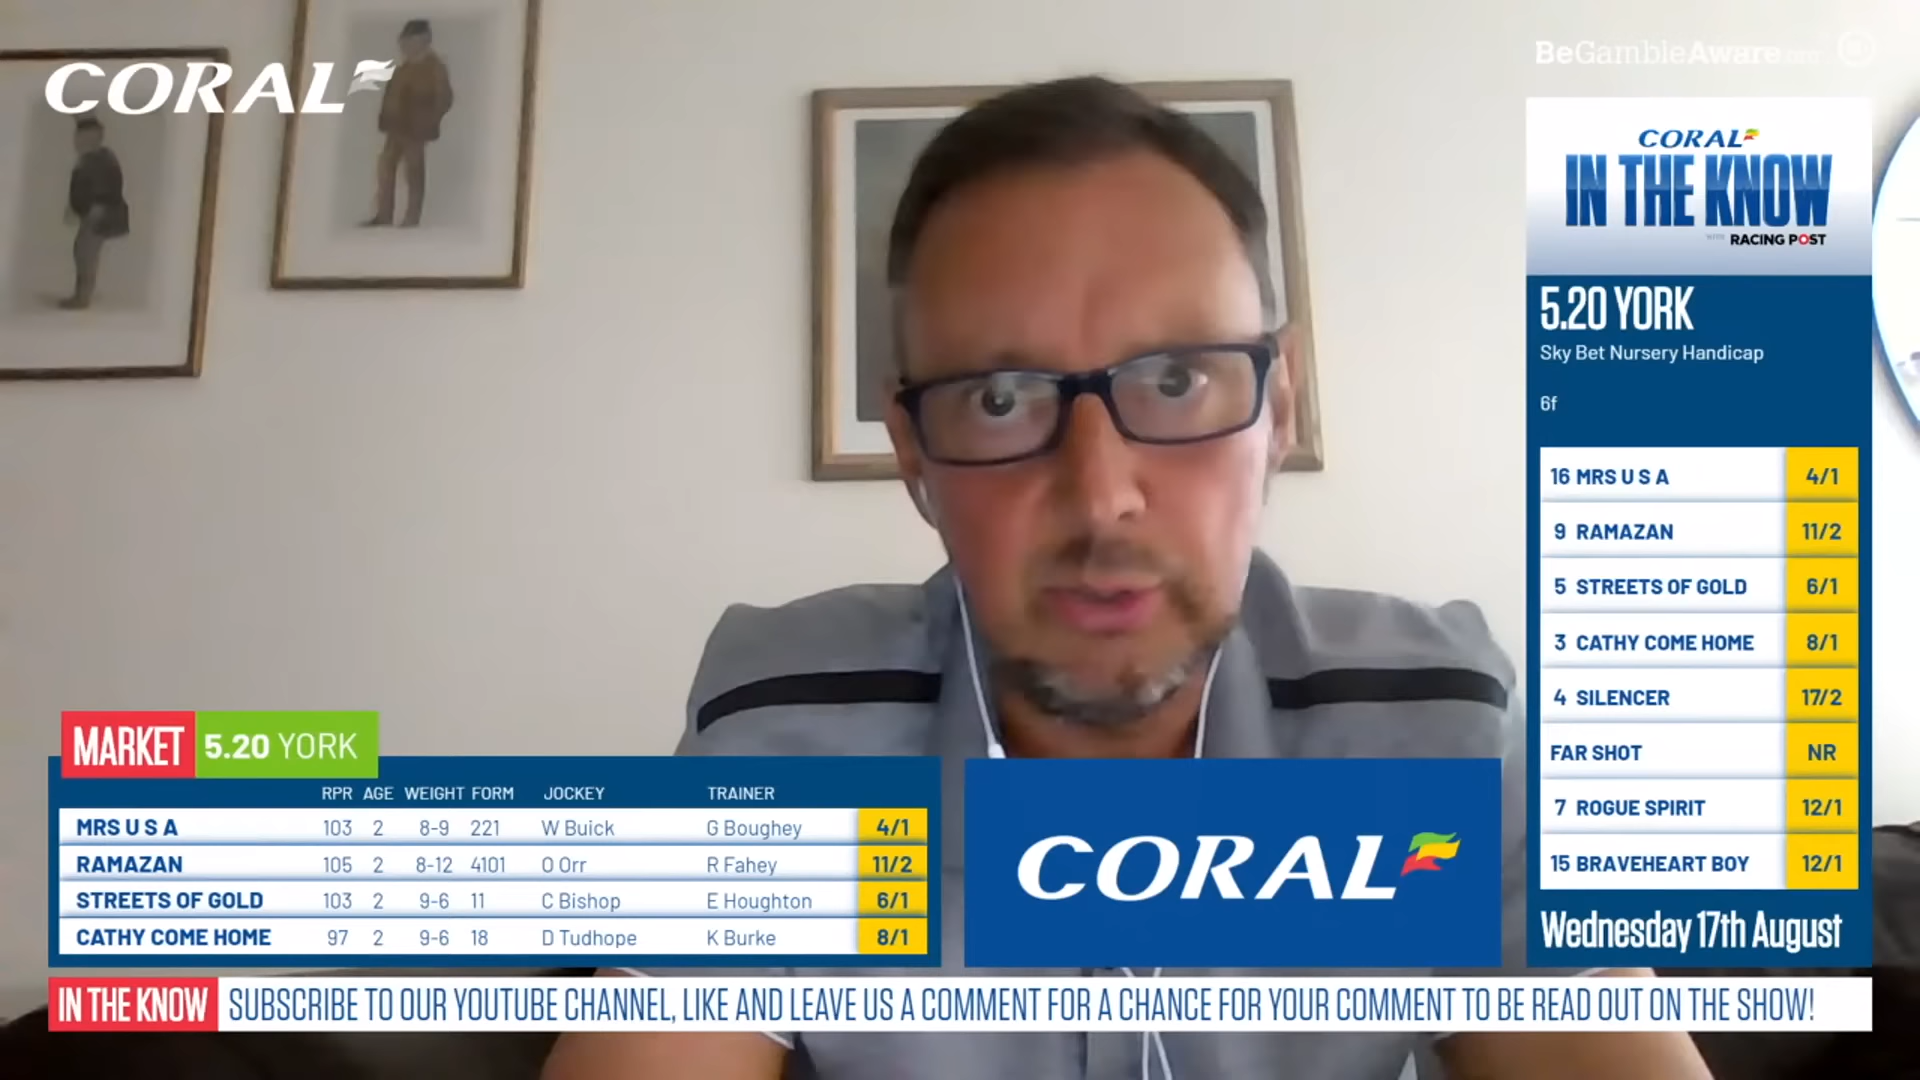 CORAL
BeGambleAware.org
CORAL
IN THE KNOW
WITH RACING POST
5.20 YORK
Sky Bet Nursery Handicap
6f
16 MRS U S A 4/1
9 RAMAZAN 11/2
5 STREETS OF GOLD 6/1
3 CATHY COME HOME 8/1
4 SILENCER 17/2
FAR SHOT NR
7 ROGUE SPIRIT 12/1
15 BRAVEHEART BOY 12/1
Wednesday 17th August
MARKET 5.20 YORK
RPR AGE WEIGHT FORM JOCKEY TRAINER
MRS U S A 103 2 8-9 221 W Buick G Boughey 4/1
RAMAZAN 105 2 8-12 4101 O Orr R Fahey 11/2
STREETS OF GOLD 103 2 9-6 11 C Bishop E Houghton 6/1
CATHY COME HOME 97 2 9-6 18 D Tudhope K Burke 8/1
CORAL
IN THE KNOW SUBSCRIBE TO OUR YOUTUBE CHANNEL, LIKE AND LEAVE US A COMMENT FOR A CHANCE FOR YOUR COMMENT TO BE READ OUT ON THE SHOW!